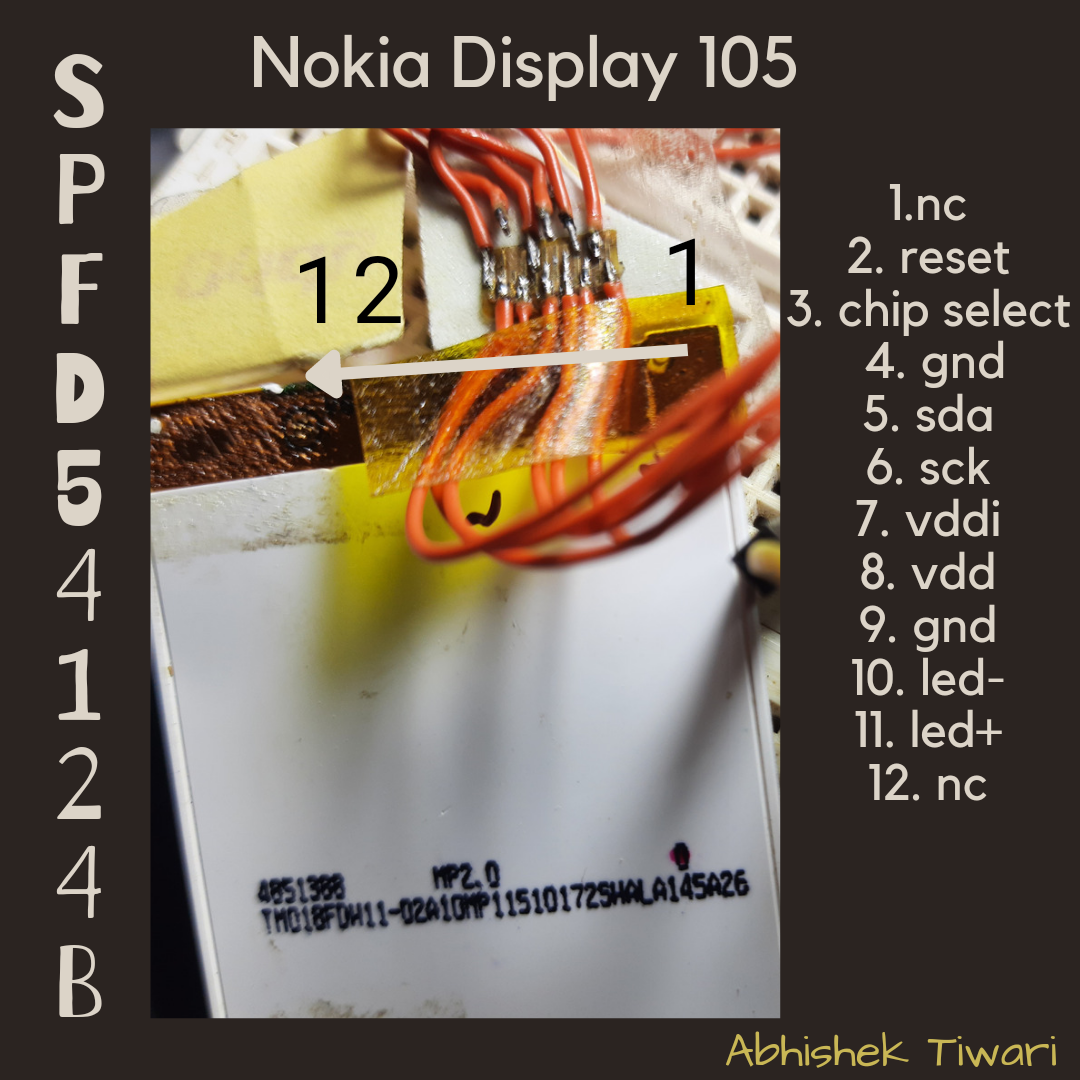 Nokia Display 105
S
P
F
D
5
4
1
2
4
B
12
1
1.nc
2. reset
3. chip select
4. gnd
5. sda
6. sck
7. vddi
8. vdd
9. gnd
10. led-
11. led+
12. nc
4851388 MP2.0
TM018FDH11-02A10MP11510172SHALA145A26
Abhishek Tiwari